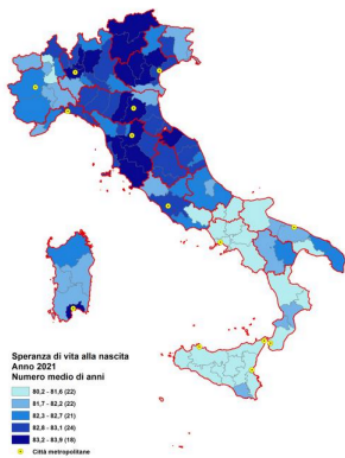 Speranza di vita alla nascita
Anno 2021
Numero medio di anni
80,2 - 81,6 (22)
81,7 - 82,2 (22)
82,3 - 82,7 (21)
82,8 - 83,1 (24)
83,2 - 83,9 (18)
Città metropolitane